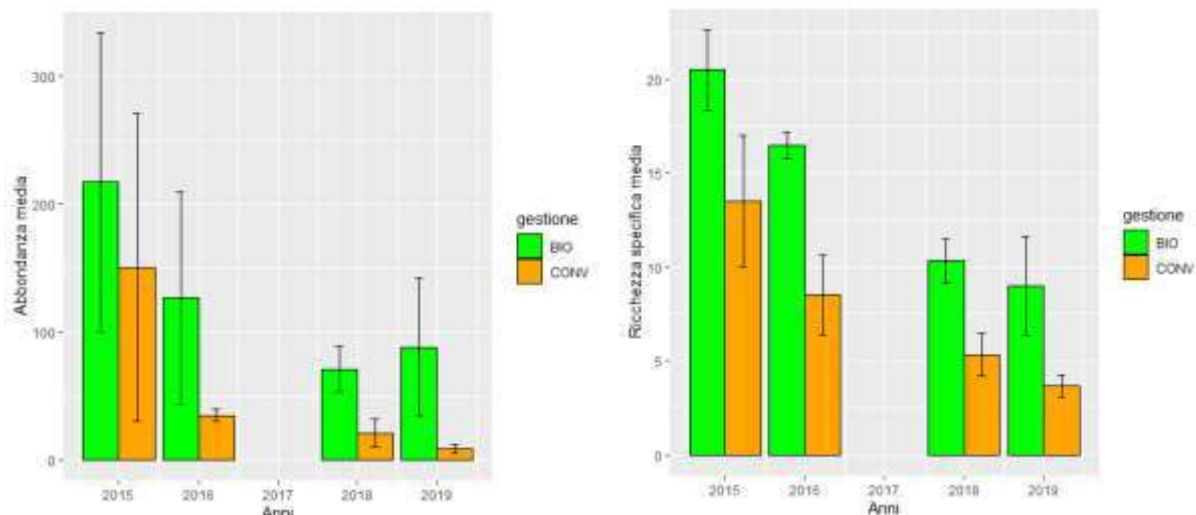 Abbondanza media
300
200
100
0
2015 2016 2017 2018 2019
Anni
gestione
BIO
CONV
Ricchezza specifica media
20
15
10
5
0
2015 2016 2017 2018 2019
Anni
gestione
BIO
CONV